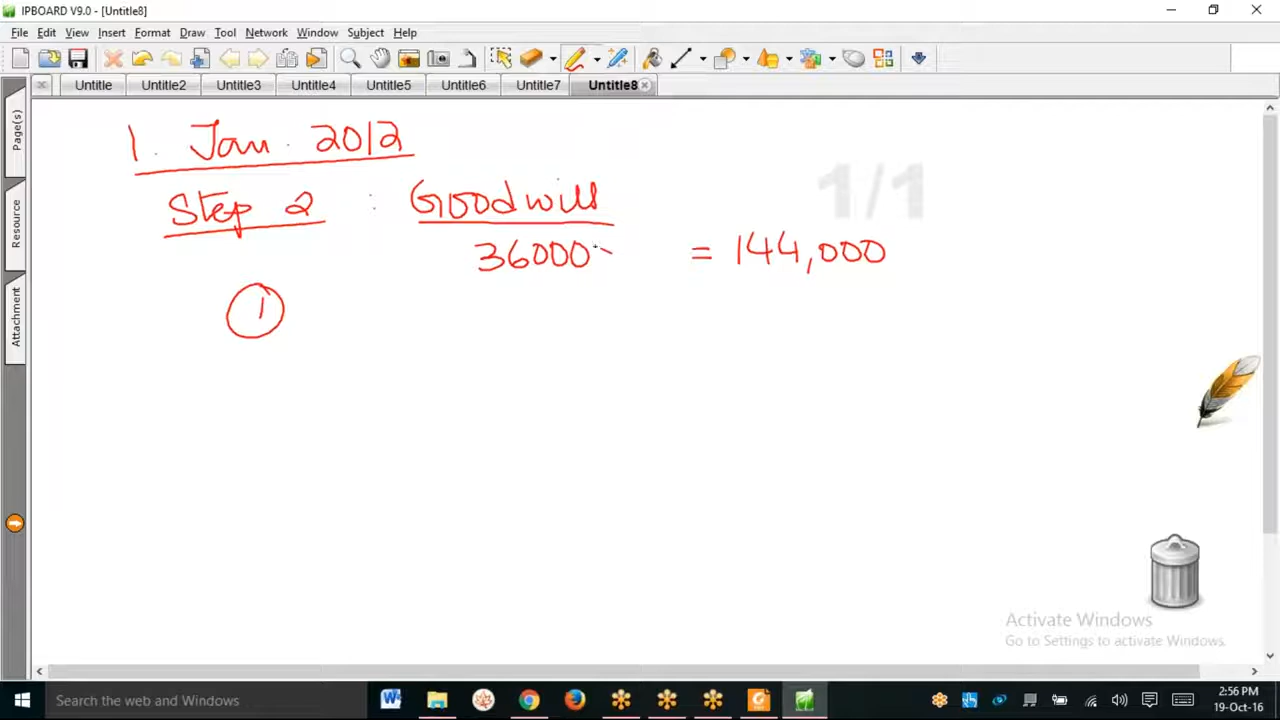 IPBOARD V9.0 - [Untitle8]
File Edit View Insert Format Draw Tool Network Window Subject Help
Untitle Untitle2 Untitle3 Untitle4 Untitle5 Untitle6 Untitle7 Untitle8
Page(s)
Resource
Attachment
1. Jan. 2012
1/1
Step 2 : Goodwill
36000 = 144,000
1
Activate Windows
Go to Settings to activate Windows.
Search the web and Windows
2:56 PM
19-Oct-16